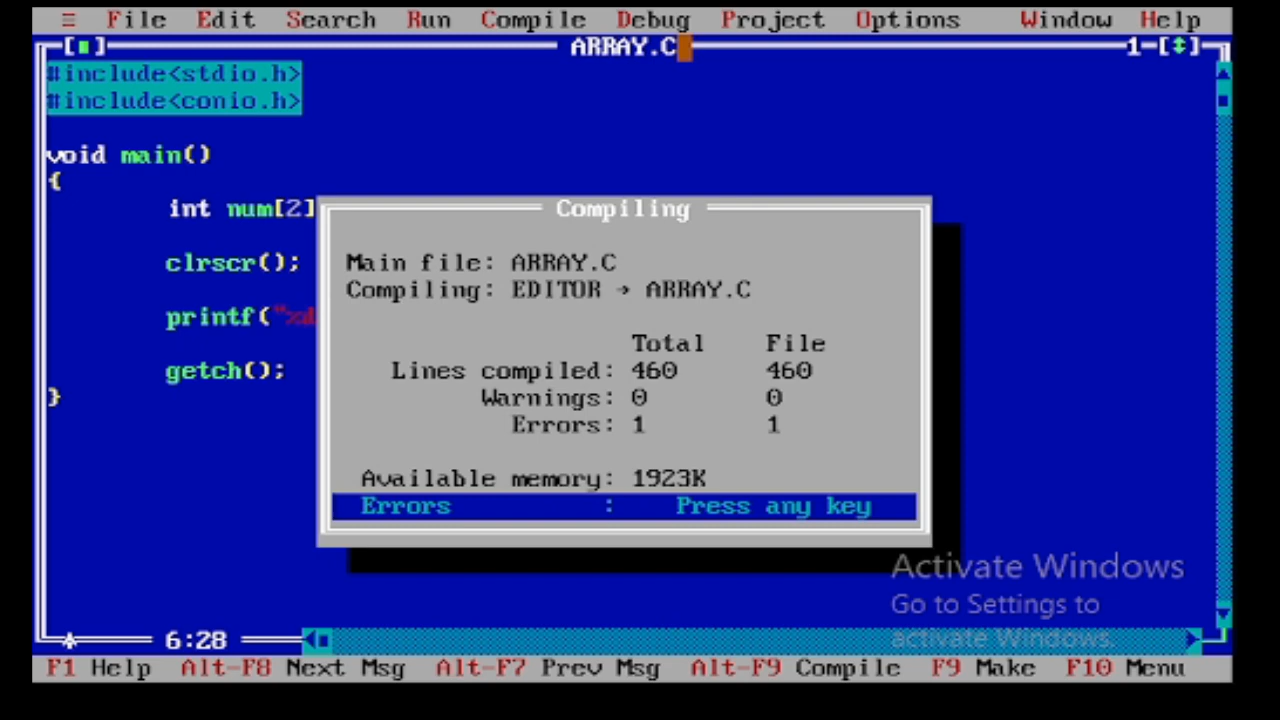 ≡ File Edit Search Run Compile Debug Project Options Window Help
[■] ARRAY.C 1-[↕]
#include<stdio.h>
#include<conio.h>
void main()
{
int num[2]
clrscr();
printf("%d
getch();
}
Compiling
Main file: ARRAY.C
Compiling: EDITOR → ARRAY.C
Total File
Lines compiled: 460 460
Warnings: 0 0
Errors: 1 1
Available memory: 1923K
Errors : Press any key
Activate Windows
Go to Settings to
activate Windows.
6:28
F1 Help Alt-F8 Next Msg Alt-F7 Prev Msg Alt-F9 Compile F9 Make F10 Menu